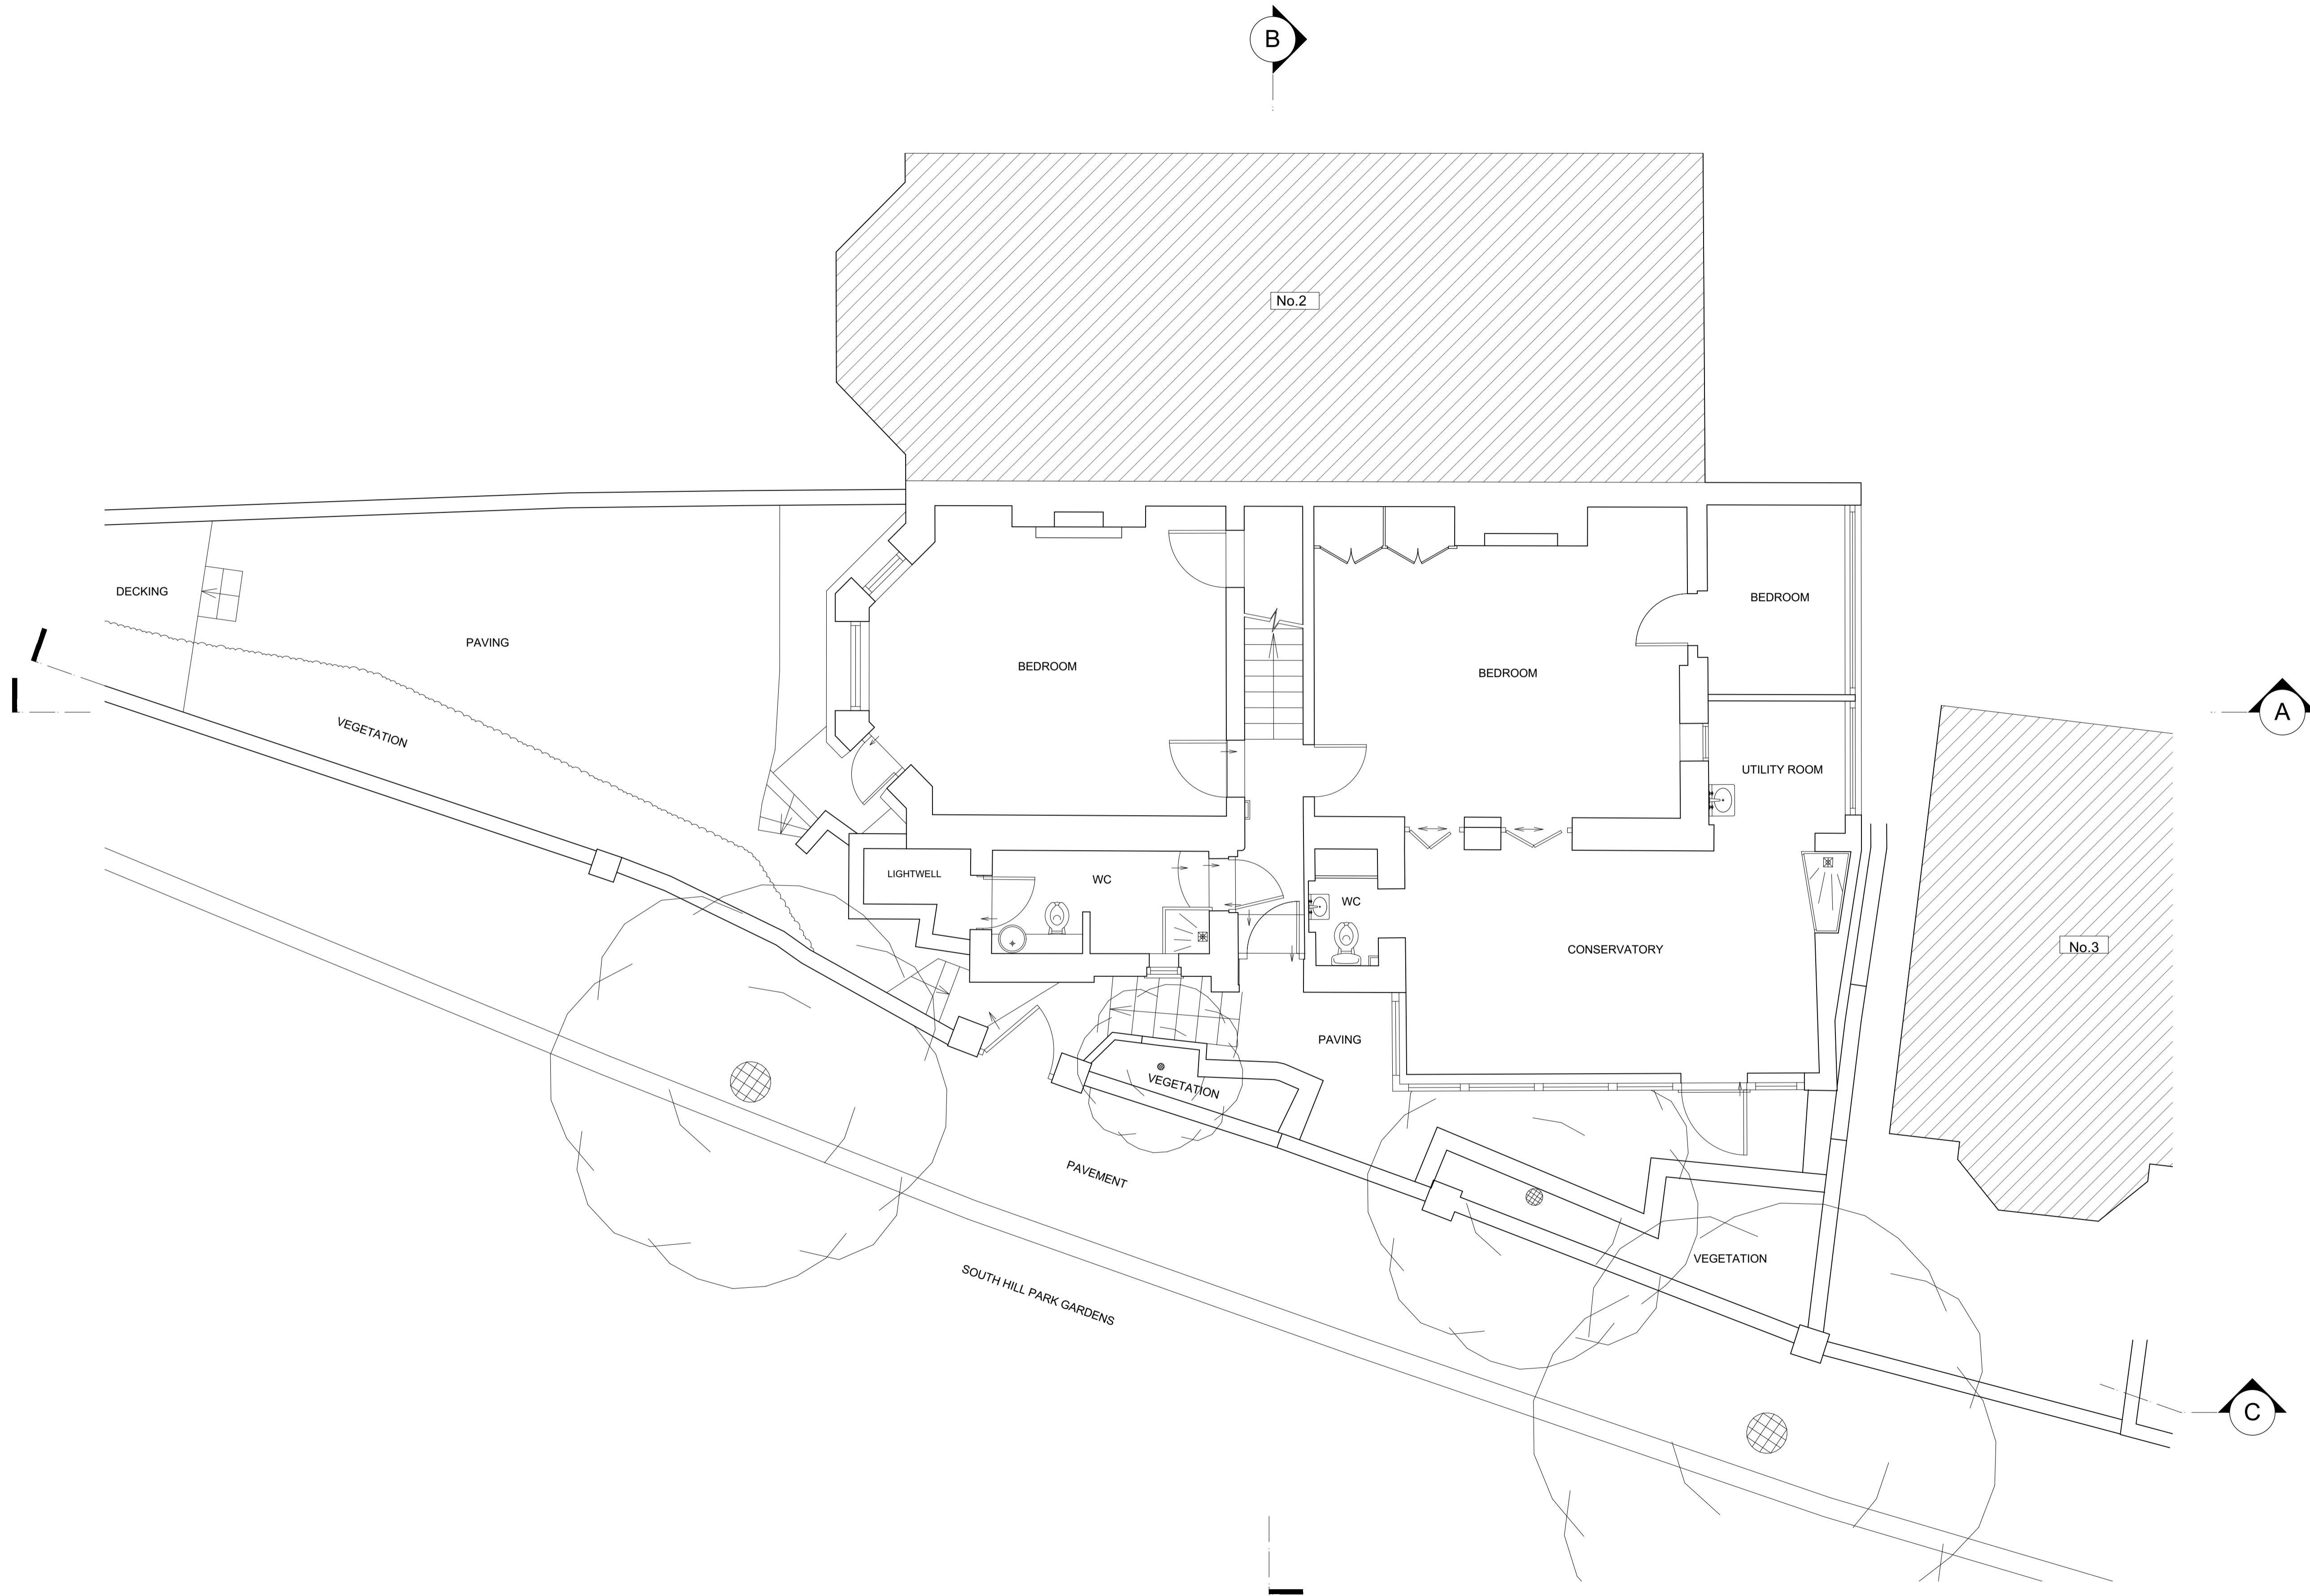 B
No.2
DECKING
PAVING
BEDROOM
BEDROOM
BEDROOM
VEGETATION
A
UTILITY ROOM
LIGHTWELL
WC
WC
CONSERVATORY
No.3
PAVING
VEGETATION
PAVEMENT
VEGETATION
SOUTH HILL PARK GARDENS
C